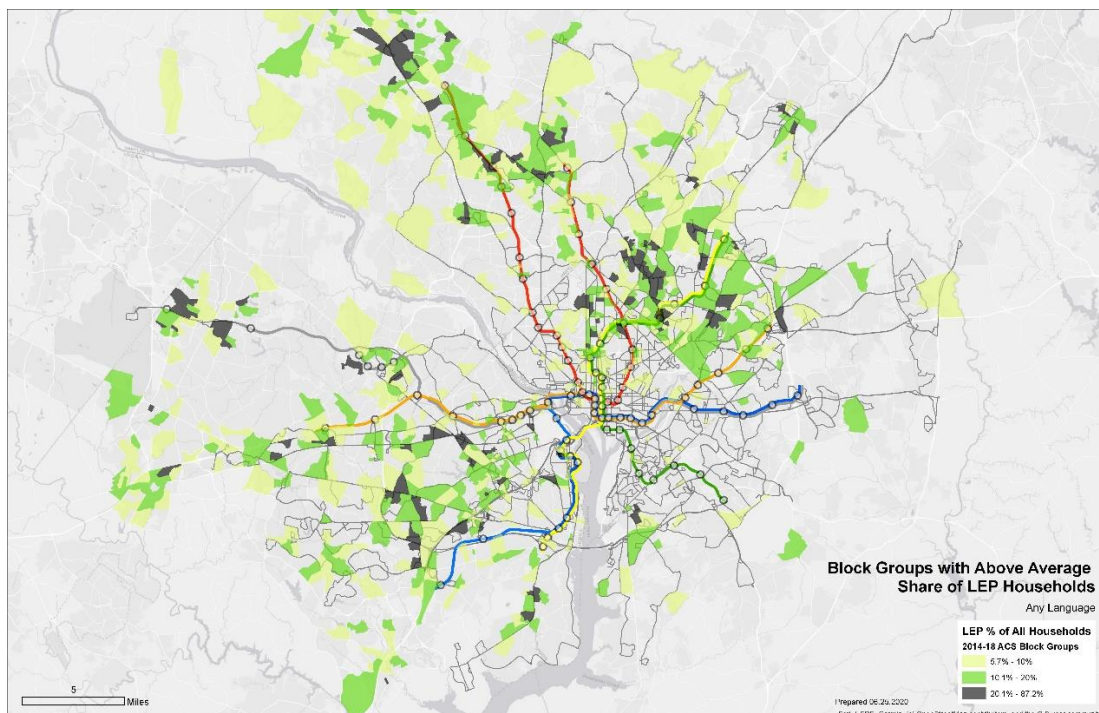 Block Groups with Above Average
Share of LEP Households
Any Language
LEP % of All Households
2014-18 ACS Block Groups
5.7% - 10%
10.1% - 20%
20.1% - 87.2%
5
Miles
Prepared 06.25.2020